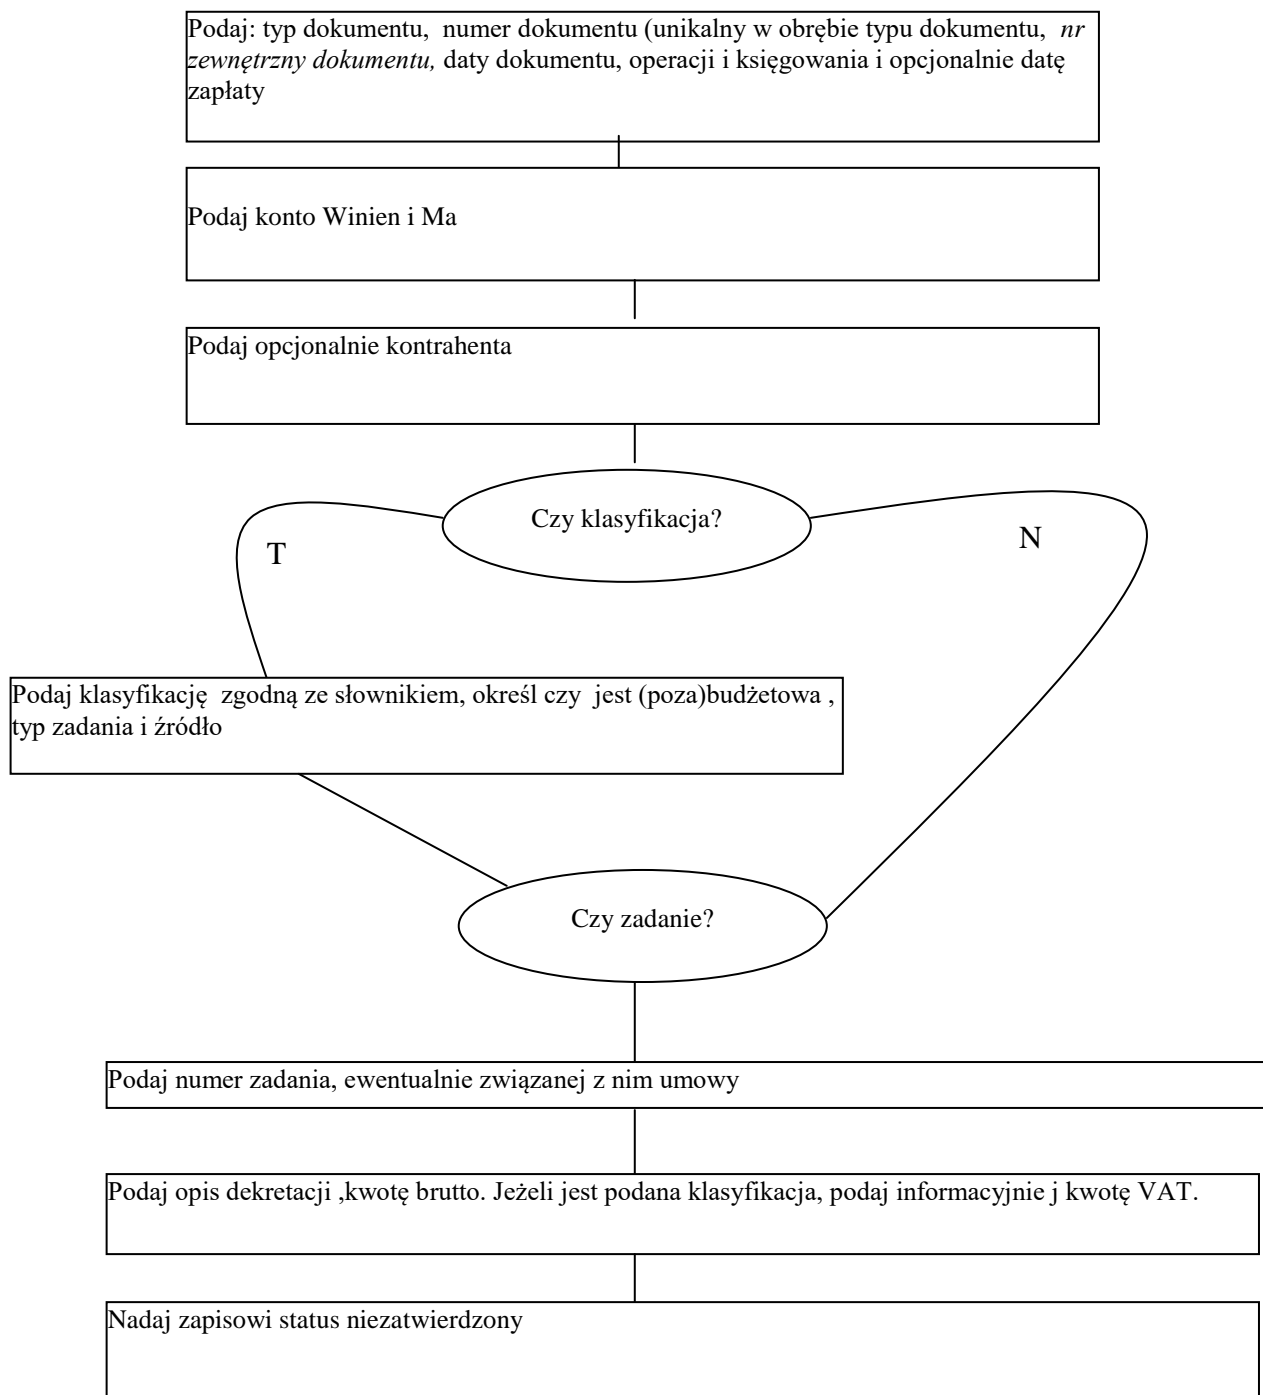 Podaj: typ dokumentu, numer dokumentu (unikalny w obrębie typu dokumentu, nr
zewnętrzny dokumentu, daty dokumentu, operacji i księgowania i opcjonalnie datę
zapłaty
Podaj konto Winien i Ma
Podaj opcjonalnie kontrahenta
Czy klasyfikacja?
T
N
Podaj klasyfikację zgodną ze słownikiem, określ czy jest (poza)budżetowa ,
typ zadania i źródło
Czy zadanie?
Podaj numer zadania, ewentualnie związanej z nim umowy
Podaj opis dekretacji ,kwotę brutto. Jeżeli jest podana klasyfikacja, podaj informacyjnie j kwotę VAT.
Nadaj zapisowi status niezatwierdzony